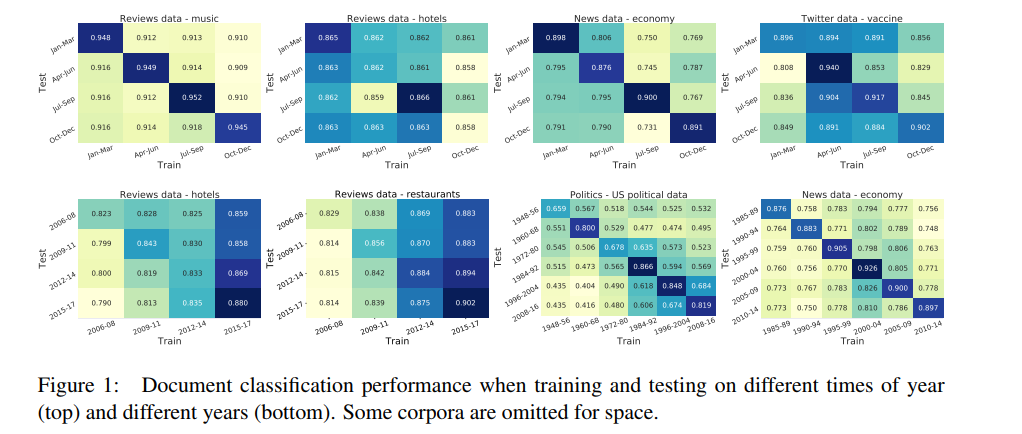 Reviews data - music
Jan-Mar 0.948 0.912 0.913 0.910
Apr-Jun 0.916 0.949 0.914 0.909
Jul-Sep 0.916 0.912 0.952 0.910
Oct-Dec 0.916 0.914 0.918 0.945
Test
Jan-Mar Apr-Jun Jul-Sep Oct-Dec
Train
Reviews data - hotels
Jan-Mar 0.865 0.862 0.862 0.861
Apr-Jun 0.863 0.862 0.861 0.858
Jul-Sep 0.862 0.859 0.866 0.861
Oct-Dec 0.863 0.863 0.863 0.858
Test
Jan-Mar Apr-Jun Jul-Sep Oct-Dec
Train
News data - economy
Jan-Mar 0.898 0.806 0.750 0.769
Apr-Jun 0.795 0.876 0.745 0.787
Jul-Sep 0.794 0.795 0.900 0.767
Oct-Dec 0.791 0.790 0.731 0.891
Test
Jan-Mar Apr-Jun Jul-Sep Oct-Dec
Train
Twitter data - vaccine
Jan-Mar 0.896 0.894 0.891 0.856
Apr-Jun 0.808 0.940 0.853 0.829
Jul-Sep 0.836 0.904 0.917 0.845
Oct-Dec 0.849 0.891 0.884 0.902
Test
Jan-Mar Apr-Jun Jul-Sep Oct-Dec
Train
Reviews data - hotels
2006-08 0.823 0.828 0.825 0.859
2009-11 0.799 0.843 0.830 0.858
2012-14 0.800 0.819 0.833 0.869
2015-17 0.790 0.813 0.835 0.880
Test
2006-08 2009-11 2012-14 2015-17
Train
Reviews data - restaurants
2006-08 0.829 0.838 0.869 0.883
2009-11 0.814 0.856 0.870 0.883
2012-14 0.815 0.842 0.884 0.894
2015-17 0.814 0.839 0.875 0.902
Test
2006-08 2009-11 2012-14 2015-17
Train
Politics - US political data
1948-56 0.659 0.567 0.518 0.544 0.525 0.532
1960-68 0.551 0.800 0.529 0.477 0.474 0.495
1972-80 0.545 0.506 0.678 0.635 0.573 0.523
1984-92 0.515 0.473 0.565 0.866 0.594 0.569
1996-2004 0.435 0.404 0.490 0.618 0.848 0.684
2008-16 0.435 0.416 0.480 0.606 0.674 0.819
Test
1948-56 1960-68 1972-80 1984-92 1996-2004 2008-16
Train
News data - economy
1985-89 0.876 0.758 0.783 0.794 0.777 0.756
1990-94 0.764 0.883 0.771 0.802 0.789 0.748
1995-99 0.759 0.760 0.905 0.798 0.806 0.763
2000-04 0.760 0.756 0.770 0.926 0.805 0.771
2005-09 0.773 0.767 0.783 0.826 0.900 0.778
2010-14 0.773 0.750 0.778 0.810 0.786 0.897
Test
1985-89 1990-94 1995-99 2000-04 2005-09 2010-14
Train
Figure 1: Document classification performance when training and testing on different times of year
(top) and different years (bottom). Some corpora are omitted for space.